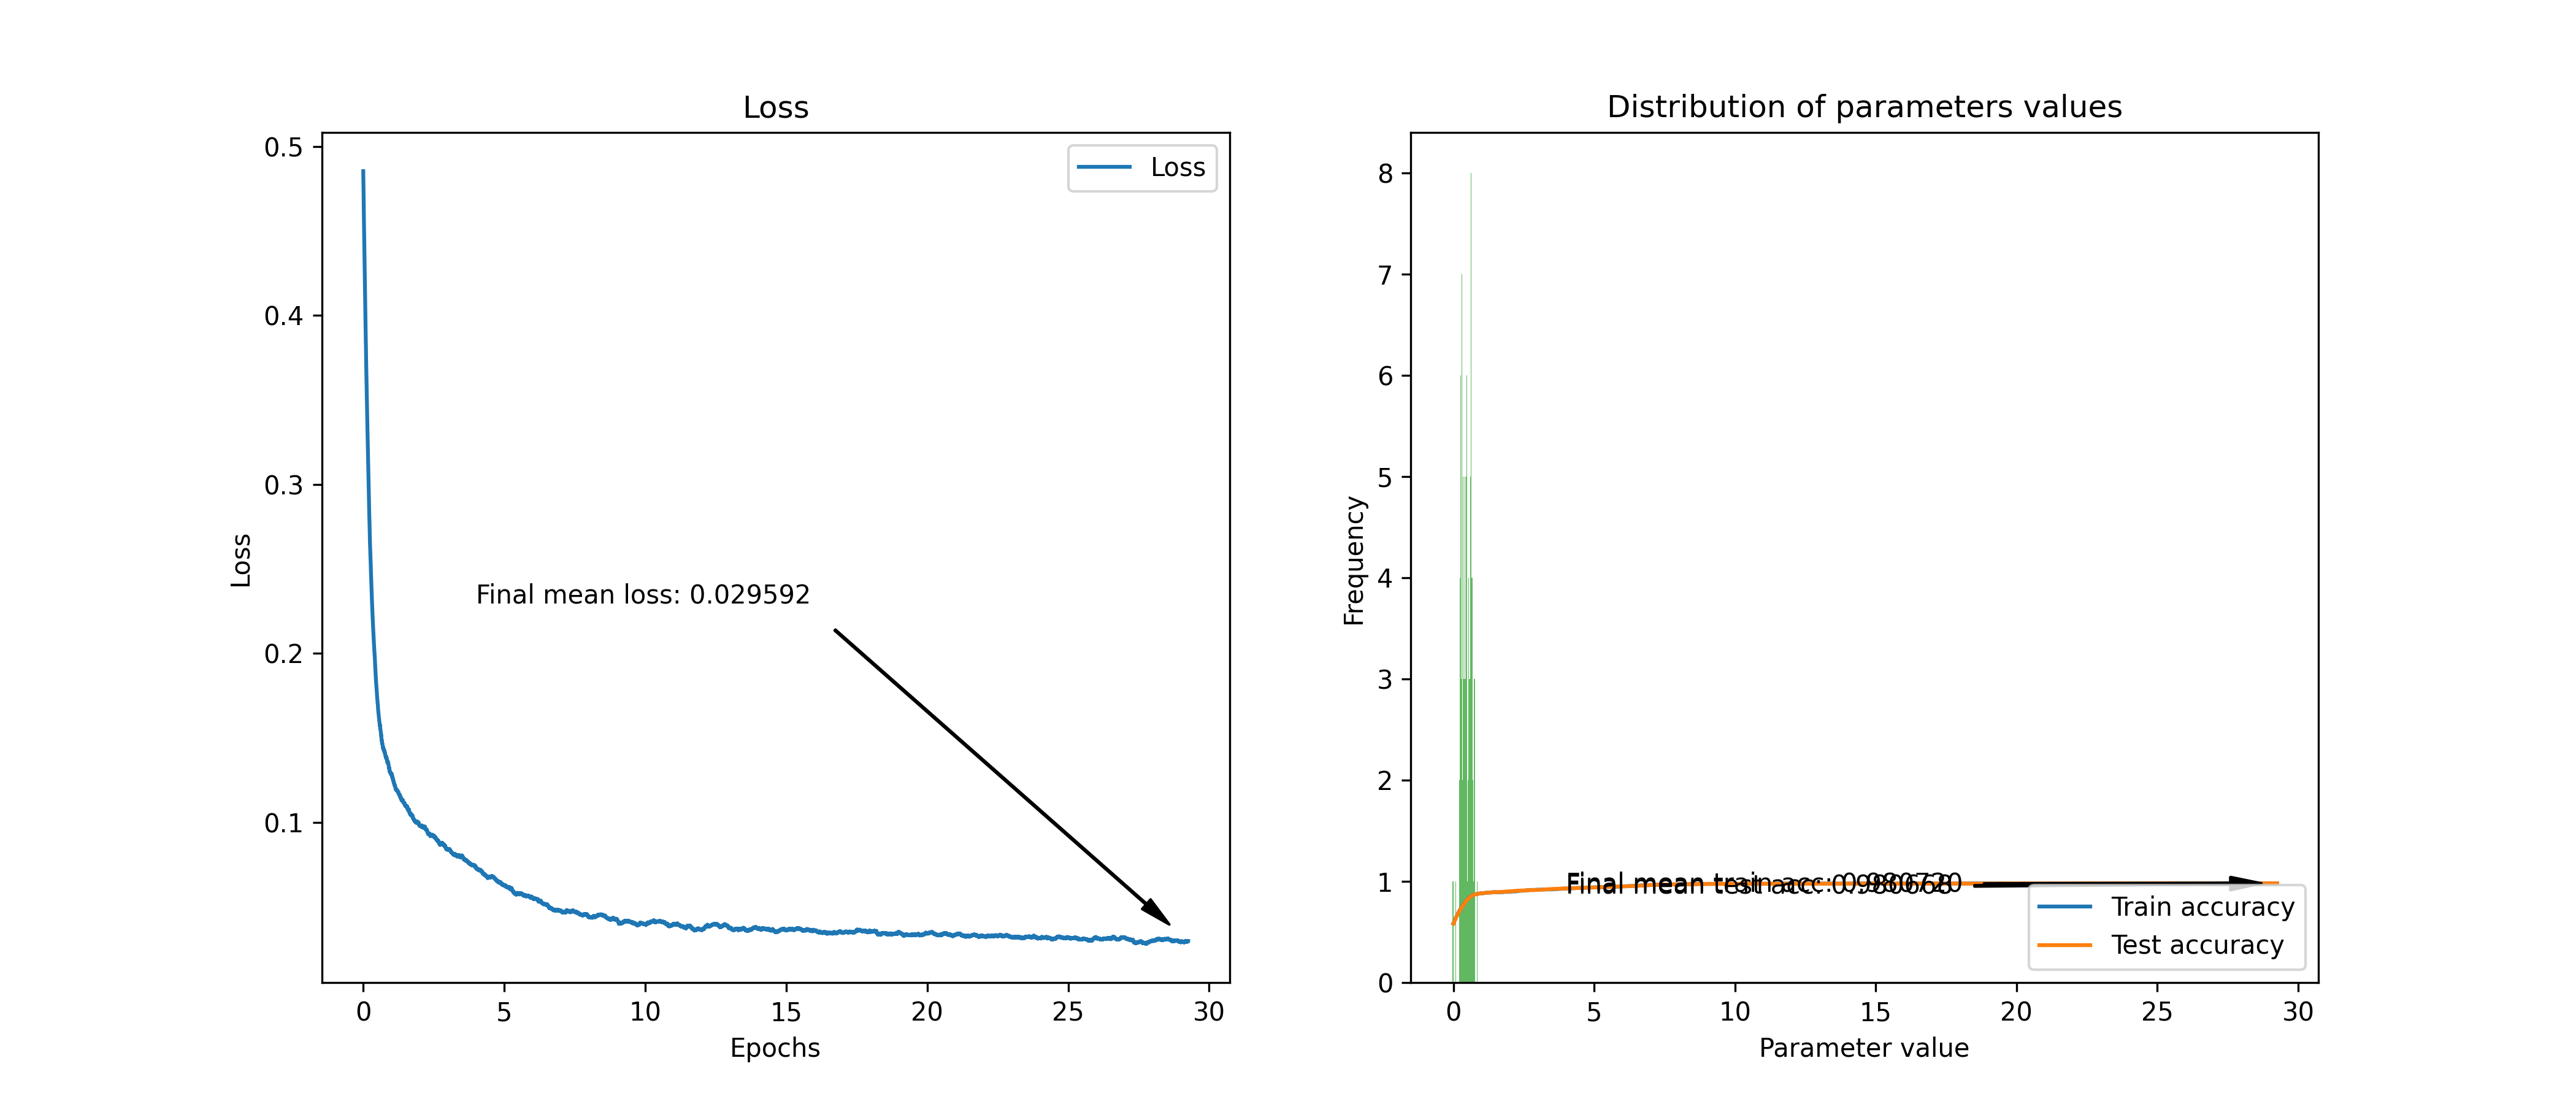 Loss
0.5
0.4
0.3
0.2
0.1
Loss
Loss
Final mean loss: 0.029592
0 5 10 15 20 25 30
Epochs
Distribution of parameters values
8
7
6
5
4
3
2
1
0
Frequency
Final mean
Train accuracy
Test accuracy
0 5 10 15 20 25 30
Parameter value